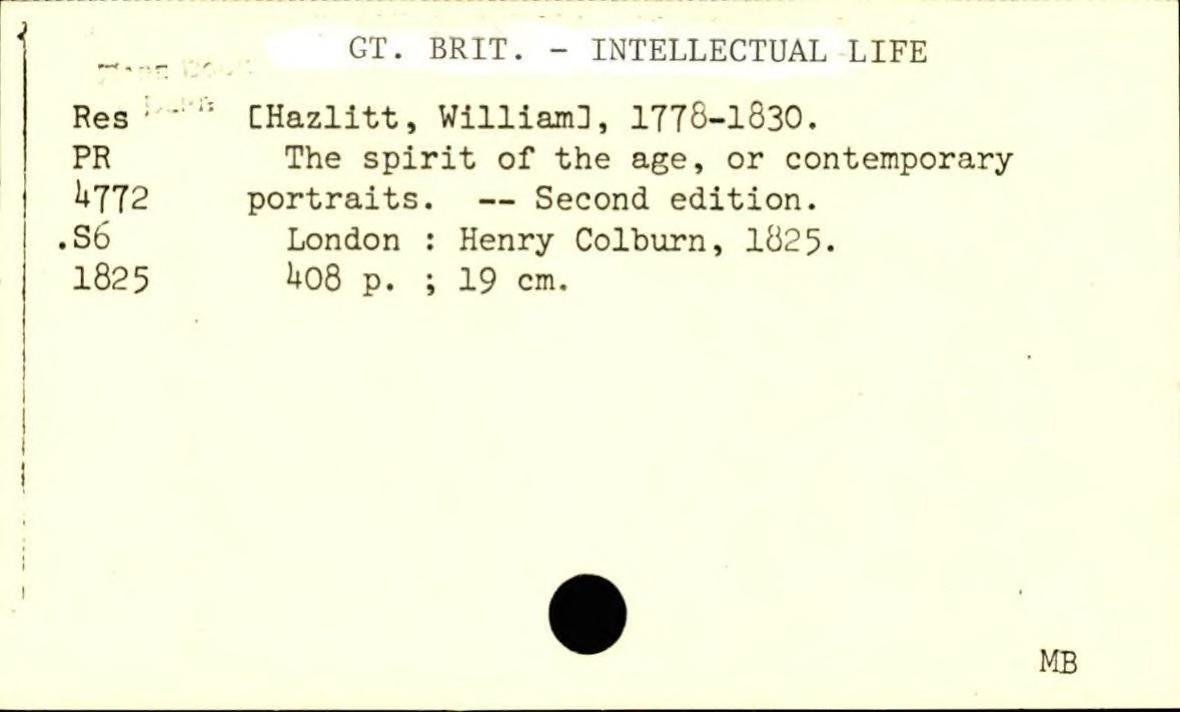 GT. BRIT. - INTELLECTUAL LIFE
Res [Hazlitt, William], 1778-1830.
PR The spirit of the age, or contemporary
4772 portraits. -- Second edition.
.S6 London : Henry Colburn, 1825.
1825 408 p. ; 19 cm.
MB